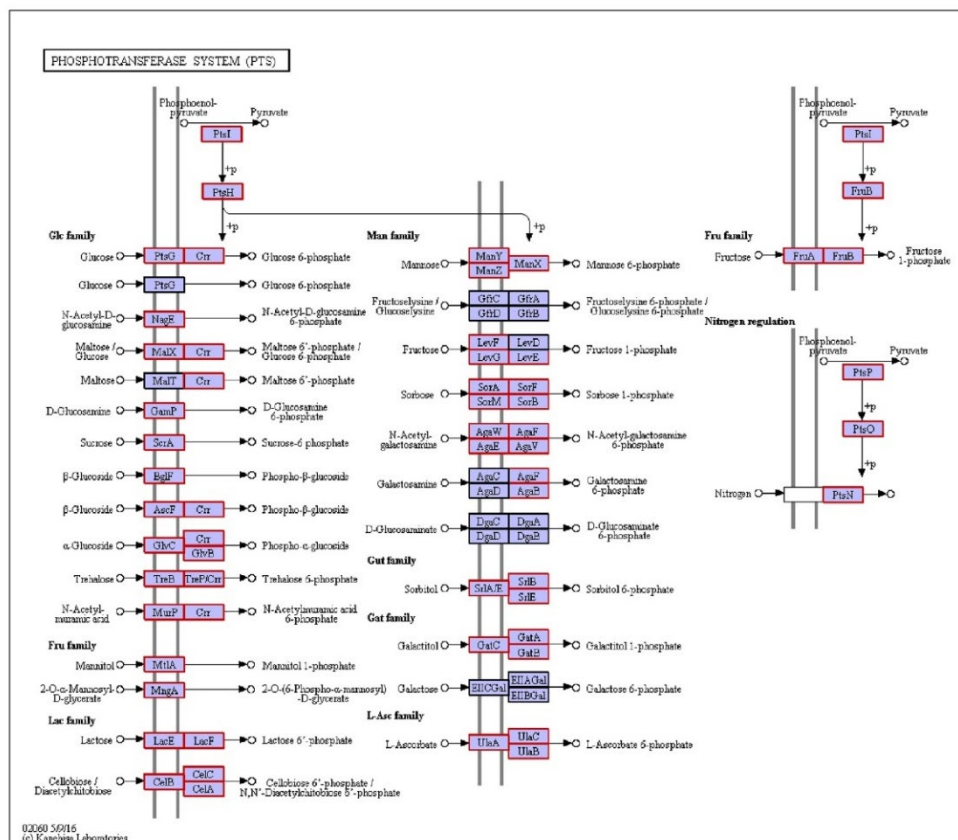 PHOSPHOTRANSFERASE SYSTEM (PTS)
Phosphoenol-
pyruvate
Pyruvate
PtsI
+p
PtsH
+p
Glc family
Glucose
PtsG
Crr
Glucose 6-phosphate
Glucose
PtsG
Glucose 6-phosphate
N-Acetyl-D-
glucosamine
NagE
N-Acetyl-D-glucosamine
6-phosphate
Maltose /
Glucose
MalX
Crr
Maltose 6'-phosphate /
Glucose 6-phosphate
Maltose
MalT
Crr
Maltose 6'-phosphate
D-Glucosamine
GamP
D-Glucosamine
6-phosphate
Sucrose
ScrA
Sucrose-6 phosphate
β-Glucoside
BglF
Phospho-β-glucoside
β-Glucoside
AscF
Crr
Phospho-β-glucoside
α-Glucoside
GlvC
Crr
GlvB
Phospho-α-glucoside
Trehalose
TreB
TreP/Crr
Trehalose 6-phosphate
N-Acetyl-
muramic acid
MurP
Crr
N-Acetylmuramic acid
6-phosphate
Fru family
Mannitol
MtlA
Mannitol 1-phosphate
2-O-α-Mannosyl-
D-glycerate
MngA
2-O-(6-Phospho-α-mannosyl)
-D-glycerate
Lac family
Lactose
LacE
LacF
Lactose 6'-phosphate
Cellobiose /
Diacetylchitobiose
CelB
CelC
CelA
Cellobiose 6'-phosphate /
N,N'-Diacetylchitobiose 6'-phosphate
Man family
Mannose
ManY
ManZ
ManX
+p
Mannose 6-phosphate
Fructoselysine /
Glucoselysine
GfrC
GfrA
GfrD
GfrB
Fructoselysine 6-phosphate /
Glucoselysine 6-phosphate
Fructose
LevF
LevD
LevG
LevE
Fructose 1-phosphate
Sorbose
SorA
SorF
SorM
SorB
Sorbose 1-phosphate
N-Acetyl-
galactosamine
AgaW
AgaF
AgaE
AgaV
N-Acetyl-galactosamine
6-phosphate
Galactosamine
AgaC
AgaF
AgaD
AgaB
Galactosamine
6-phosphate
D-Glucosaminate
DgaC
DgaA
DgaD
DgaB
D-Glucosaminate
6-phosphate
Gut family
Sorbitol
SrlA/E
SrlB
SrlE
Sorbitol 6-phosphate
Gat family
Galactitol
GatC
GatA
GatB
Galactitol 1-phosphate
Galactose
EIICGal
EIIAGal
EIIBGal
Galactose 6-phosphate
L-Asc family
L-Ascorbate
UlaA
UlaC
UlaB
L-Ascorbate 6-phosphate
Phosphoenol-
pyruvate
Pyruvate
PtsI
+p
FruB
+p
Fru family
Fructose
FruA
FruB
Fructose
1-phosphate
Nitrogen regulation
Phosphoenol-
pyruvate
Pyruvate
PtsP
+p
PtsO
+p
Nitrogen
PtsN
02060 5/9/16
(c) Kanehisa Laboratories